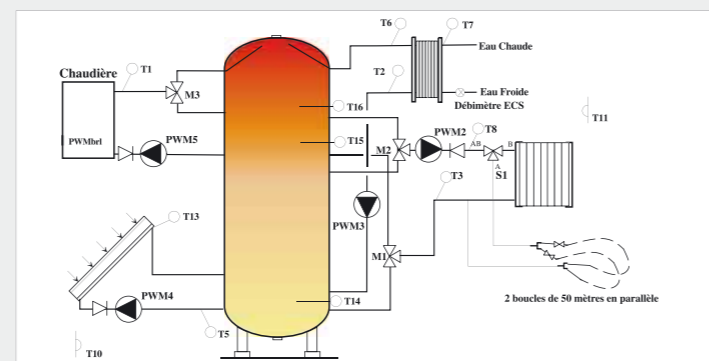 T6
T7
Eau Chaude
T1
Chaudière
T2
M3
Eau Froide
Débimètre ECS
T16
T11
PWMbrl
PWM5
T15
PWM2
T8
M2
AB
B
A
S1
T3
T13
PWM3
M1
PWM4
T14
T5
2 boucles de 50 mètres en parallèle
T10